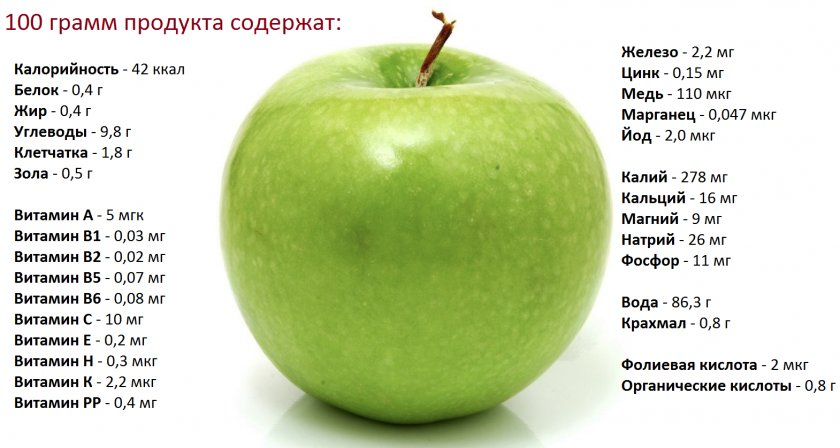 100 грамм продукта содержат:
Калорийность - 42 ккал
Белок - 0,4 г
Жир - 0,4 г
Углеводы - 9,8 г
Клетчатка - 1,8 г
Зола - 0,5 г
Витамин А - 5 мгк
Витамин В1 - 0,03 мг
Витамин В2 - 0,02 мг
Витамин В5 - 0,07 мг
Витамин В6 - 0,08 мг
Витамин С - 10 мг
Витамин Е - 0,2 мг
Витамин Н - 0,3 мкг
Витамин К - 2,2 мкг
Витамин РР - 0,4 мг
Железо - 2,2 мг
Цинк - 0,15 мг
Медь - 110 мкг
Марганец - 0,047 мкг
Йод - 2,0 мкг
Калий - 278 мг
Кальций - 16 мг
Магний - 9 мг
Натрий - 26 мг
Фосфор - 11 мг
Вода - 86,3 г
Крахмал - 0,8 г
Фолиевая кислота - 2 мкг
Органические кислоты - 0,8 г